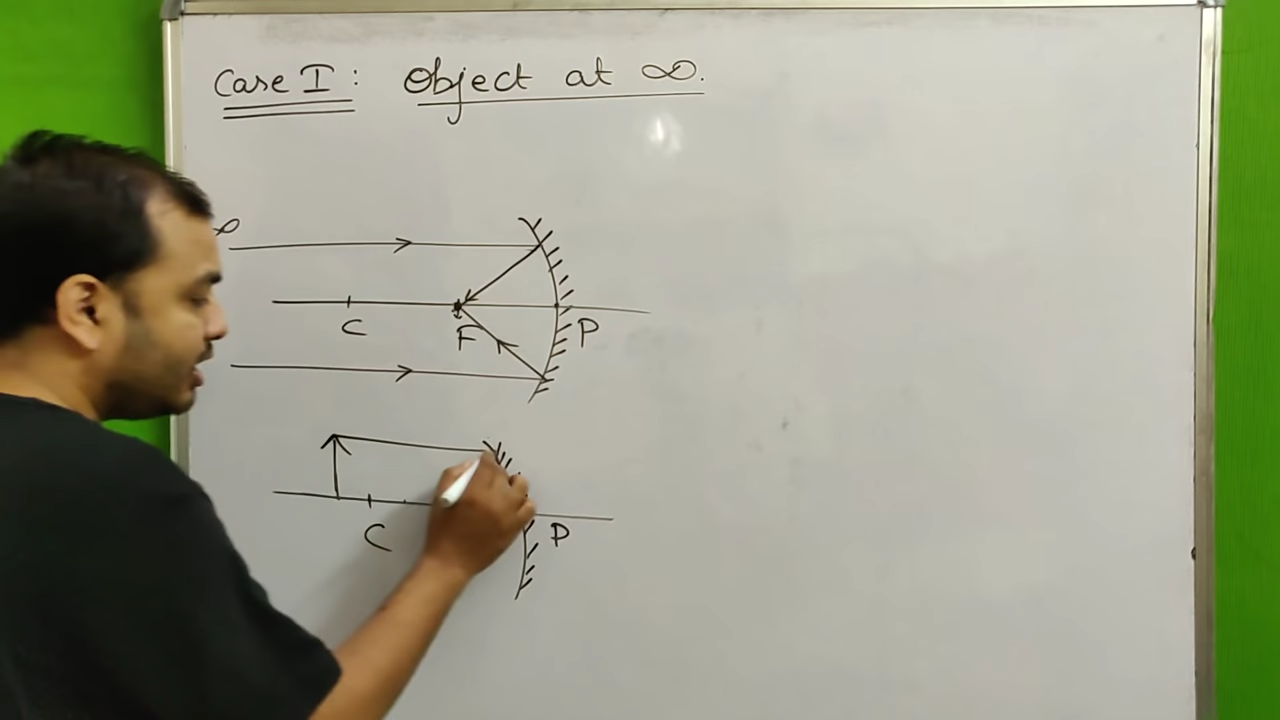 Case I: Object at ∞.
∞
C F P
C P